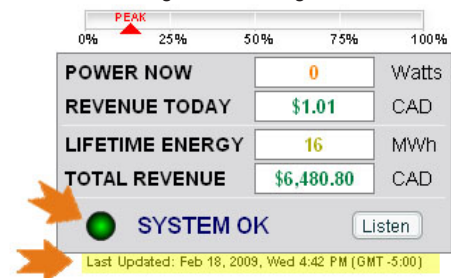 PEAK
0% 25% 50% 75% 100%
POWER NOW 0 Watts
REVENUE TODAY $1.01 CAD
LIFETIME ENERGY 16 MWh
TOTAL REVENUE $6,480.80 CAD
SYSTEM OK Listen
Last Updated: Feb 18, 2009, Wed 4:42 PM (GMT -5:00)